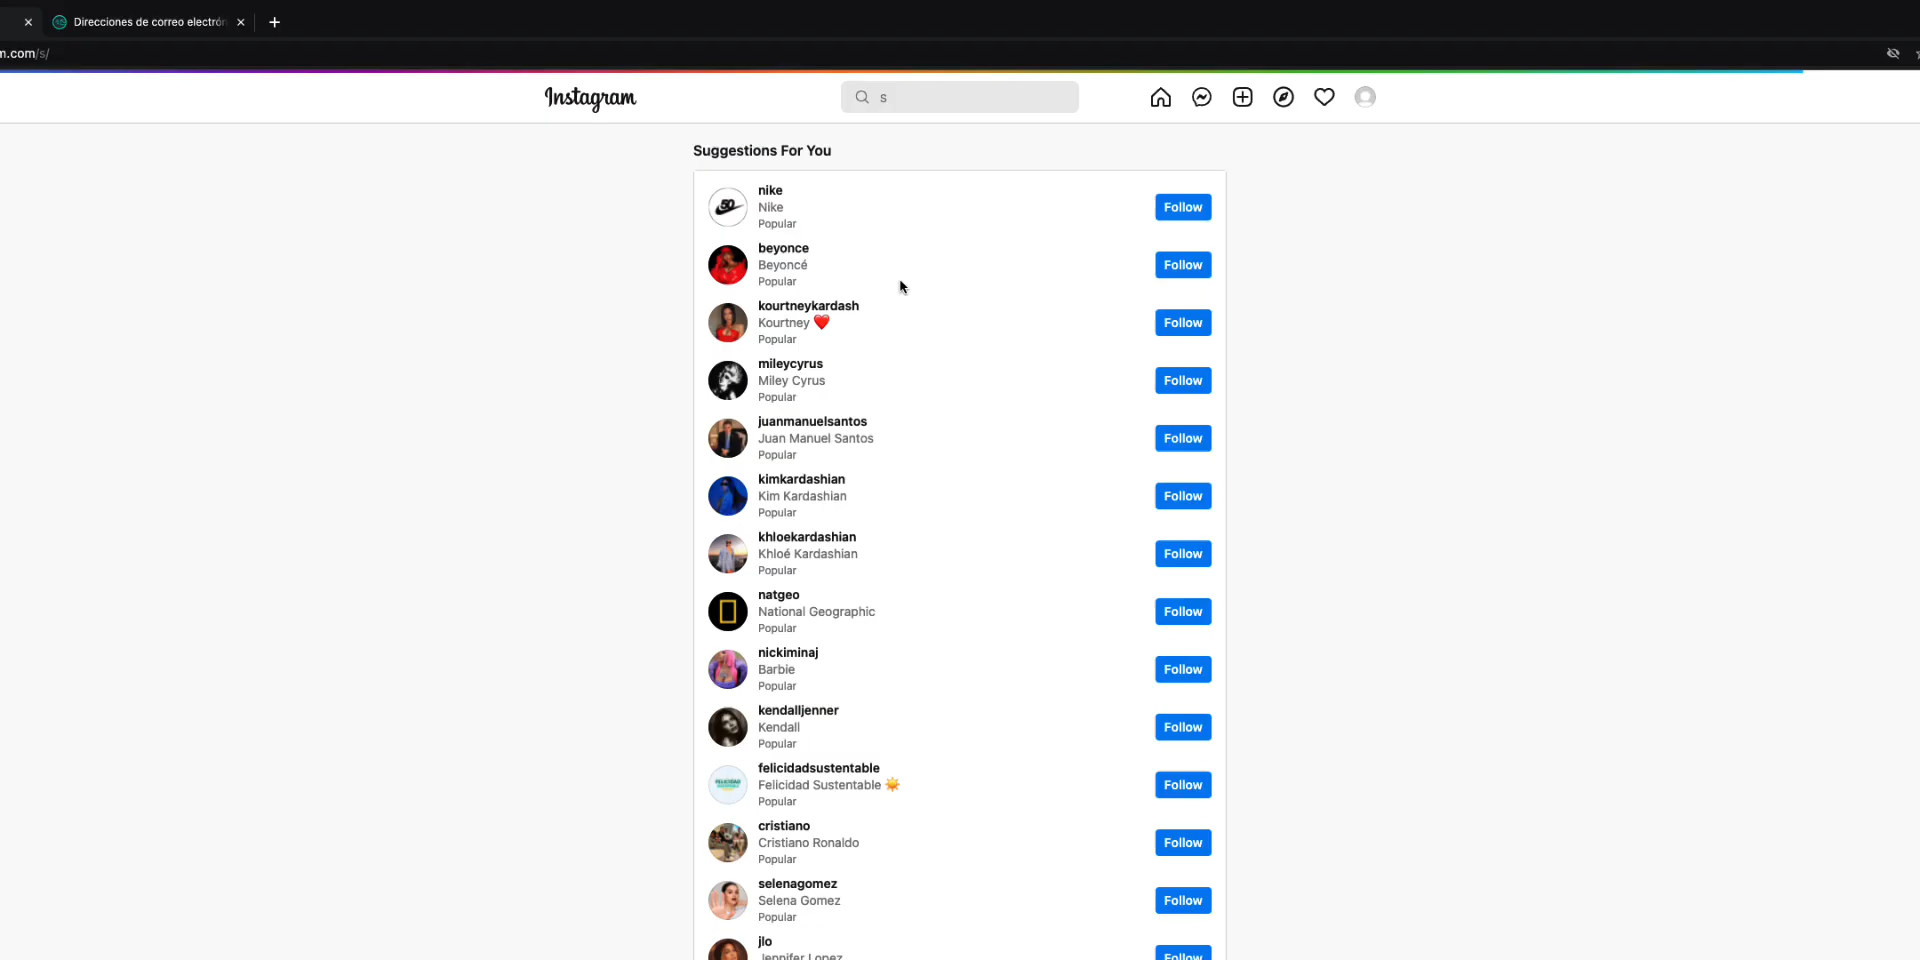 Direcciones de correo electrón
m.com/s/
Instagram
s
Suggestions For You
nike
Nike
Popular
Follow
beyonce
Beyoncé
Popular
Follow
kourtneykardash
Kourtney ❤️
Popular
Follow
mileycyrus
Miley Cyrus
Popular
Follow
juanmanuelsantos
Juan Manuel Santos
Popular
Follow
kimkardashian
Kim Kardashian
Popular
Follow
khloekardashian
Khloé Kardashian
Popular
Follow
natgeo
National Geographic
Popular
Follow
nickiminaj
Barbie
Popular
Follow
kendalljenner
Kendall
Popular
Follow
felicidadsustentable
Felicidad Sustentable ☀️
Popular
Follow
cristiano
Cristiano Ronaldo
Popular
Follow
selenagomez
Selena Gomez
Popular
Follow
jlo
Jennifer Lopez
Follow